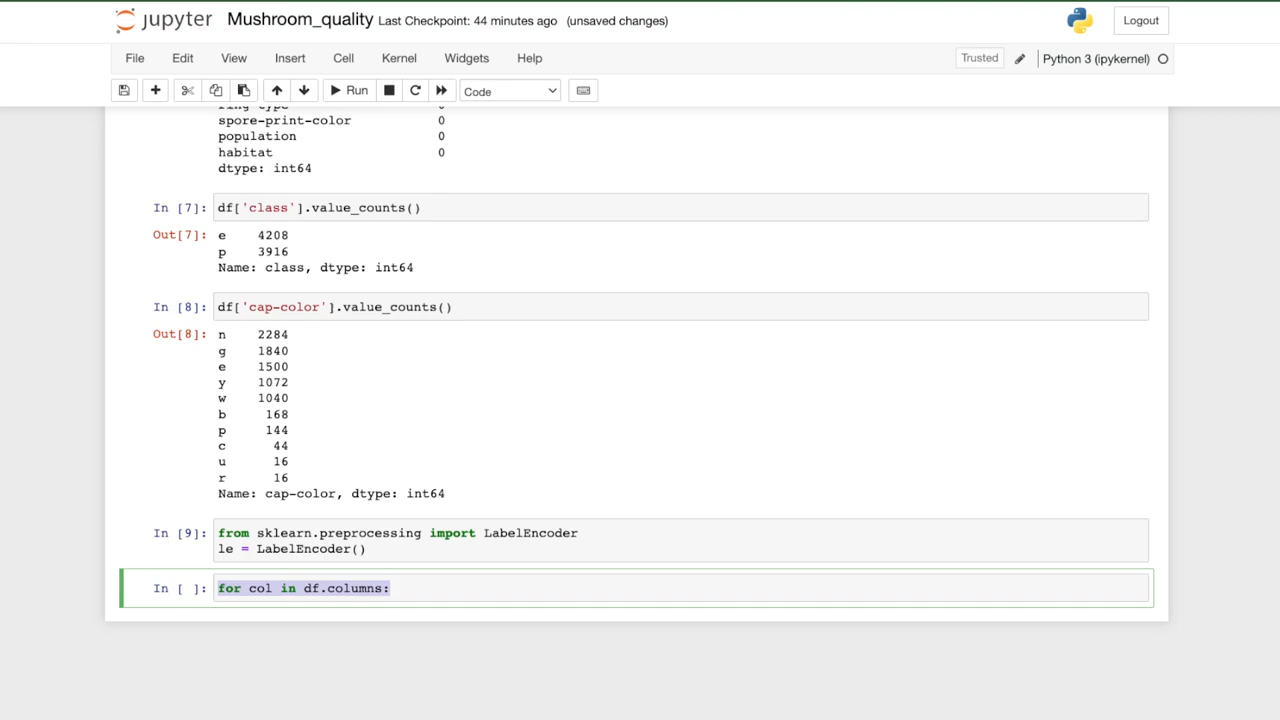 jupyter Mushroom_quality Last Checkpoint: 44 minutes ago (unsaved changes) Logout
File Edit View Insert Cell Kernel Widgets Help Trusted Python 3 (ipykernel)
Run Code
ring-type 0
spore-print-color 0
population 0
habitat 0
dtype: int64
In [7]: df['class'].value_counts()
Out[7]: e 4208
p 3916
Name: class, dtype: int64
In [8]: df['cap-color'].value_counts()
Out[8]: n 2284
g 1840
e 1500
y 1072
w 1040
b 168
p 144
c 44
u 16
r 16
Name: cap-color, dtype: int64
In [9]: from sklearn.preprocessing import LabelEncoder
le = LabelEncoder()
In [ ]: for col in df.columns: